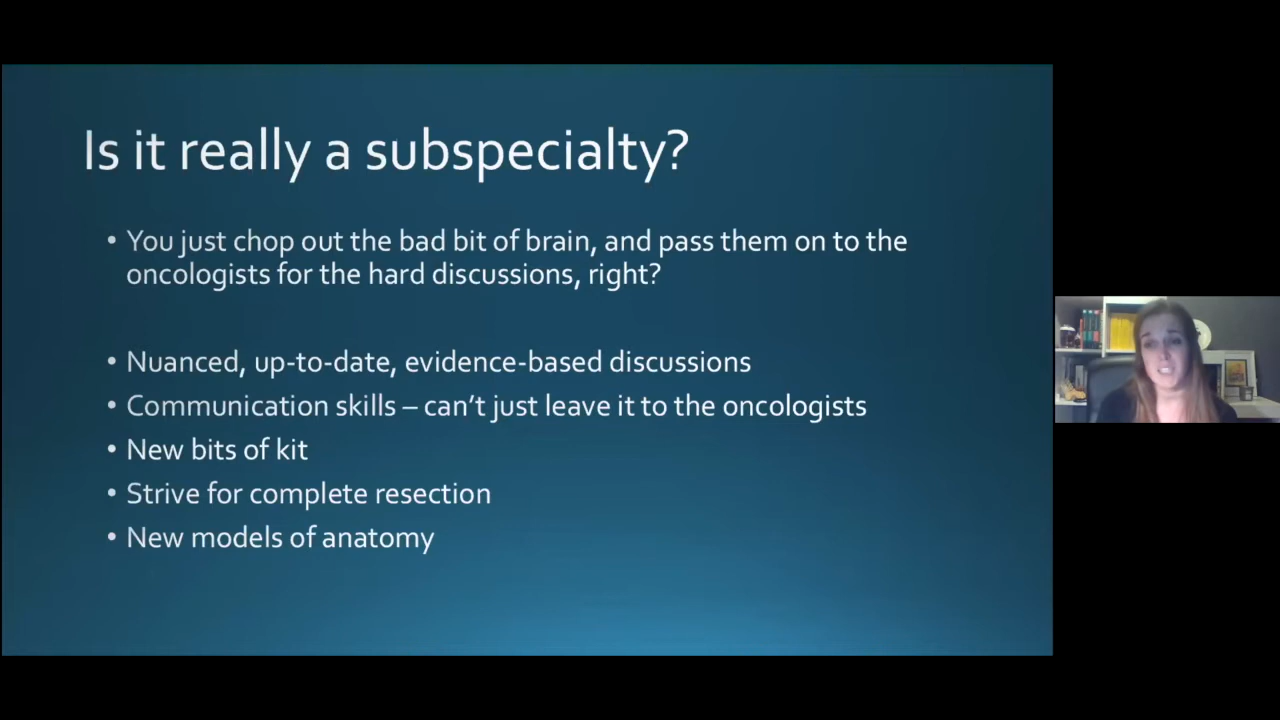 Is it really a subspecialty?
• You just chop out the bad bit of brain, and pass them on to the
oncologists for the hard discussions, right?
• Nuanced, up-to-date, evidence-based discussions
• Communication skills – can't just leave it to the oncologists
• New bits of kit
• Strive for complete resection
• New models of anatomy